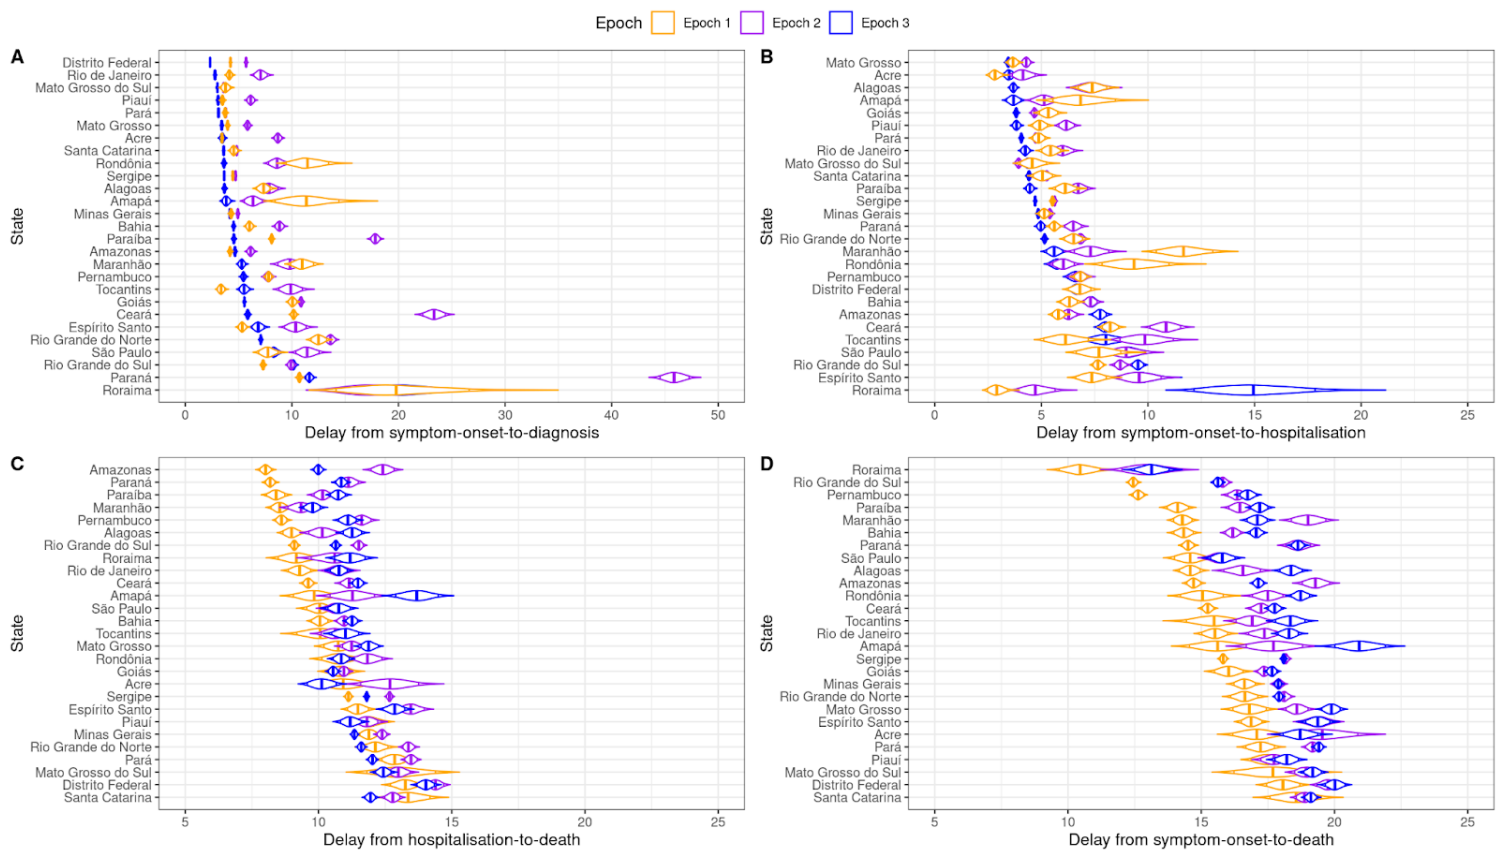 Epoch Epoch 1 Epoch 2 Epoch 3
A
State
Distrito Federal
Rio de Janeiro
Mato Grosso do Sul
Piauí
Pará
Mato Grosso
Acre
Santa Catarina
Rondônia
Sergipe
Alagoas
Amapá
Minas Gerais
Bahia
Paraíba
Amazonas
Maranhão
Pernambuco
Tocantins
Goiás
Ceará
Espírito Santo
Rio Grande do Norte
São Paulo
Rio Grande do Sul
Paraná
Roraima
0 10 20 30 40 50
Delay from symptom-onset-to-diagnosis
B
State
Mato Grosso
Acre
Alagoas
Amapá
Goiás
Piauí
Pará
Rio de Janeiro
Mato Grosso do Sul
Santa Catarina
Paraíba
Sergipe
Minas Gerais
Paraná
Rio Grande do Norte
Maranhão
Rondônia
Pernambuco
Distrito Federal
Bahia
Amazonas
Ceará
Tocantins
São Paulo
Rio Grande do Sul
Espírito Santo
Roraima
0 5 10 15 20 25
Delay from symptom-onset-to-hospitalisation
C
State
Amazonas
Paraná
Paraíba
Maranhão
Pernambuco
Alagoas
Rio Grande do Sul
Roraima
Rio de Janeiro
Ceará
Amapá
São Paulo
Bahia
Tocantins
Mato Grosso
Rondônia
Goiás
Acre
Sergipe
Espírito Santo
Piauí
Minas Gerais
Rio Grande do Norte
Pará
Mato Grosso do Sul
Distrito Federal
Santa Catarina
5 10 15 20 25
Delay from hospitalisation-to-death
D
State
Roraima
Rio Grande do Sul
Pernambuco
Paraíba
Maranhão
Bahia
Paraná
São Paulo
Alagoas
Amazonas
Rondônia
Ceará
Tocantins
Rio de Janeiro
Amapá
Sergipe
Goiás
Minas Gerais
Rio Grande do Norte
Mato Grosso
Espírito Santo
Acre
Pará
Piauí
Mato Grosso do Sul
Distrito Federal
Santa Catarina
5 10 15 20 25
Delay from symptom-onset-to-death